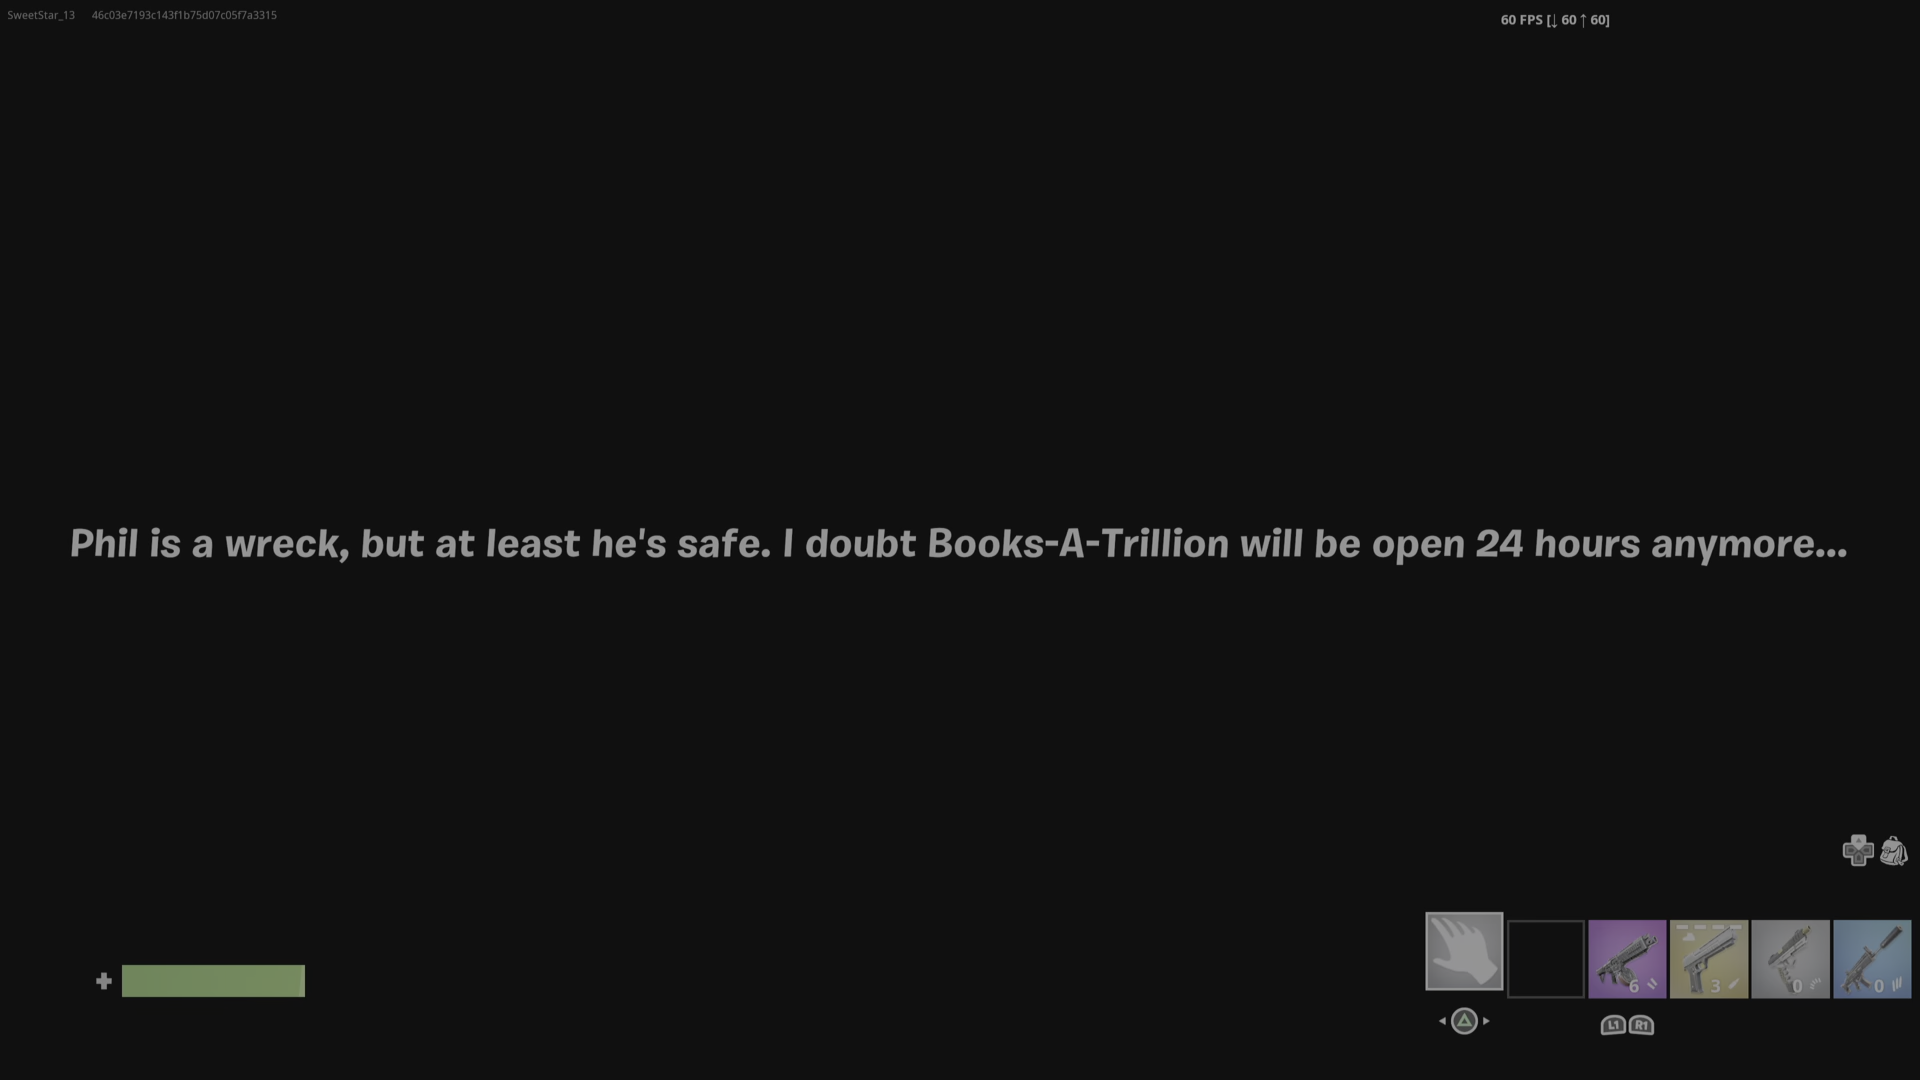 SweetStar_13 46c03e7193c143f1b75d07c05f7a3315
60 FPS [↓ 60 ↑ 60]
Phil is a wreck, but at least he's safe. I doubt Books-A-Trillion will be open 24 hours anymore...
6 3 0 0
L1 R1